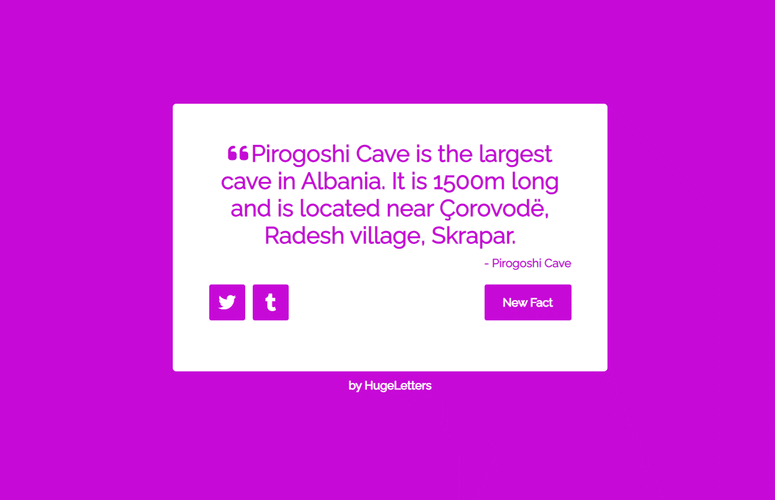 Pirogoshi Cave is the largest
cave in Albania. It is 1500m long
and is located near Çorovodë,
Radesh village, Skrapar.
- Pirogoshi Cave
New Fact
by HugeLetters